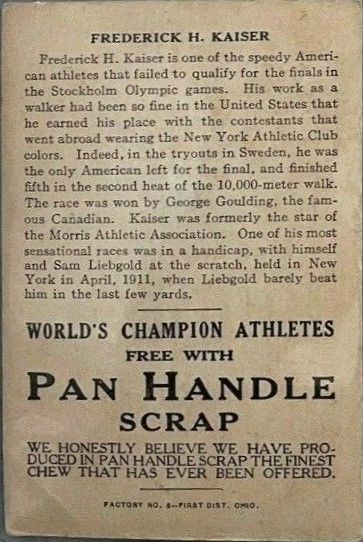 FREDERICK H. KAISER
Frederick H. Kaiser is one of the speedy Ameri-
can athletes that failed to qualify for the finals in
the Stockholm Olympic games. His work as a
walker had been so fine in the United States that
he earned his place with the contestants that
went abroad wearing the New York Athletic Club
colors. Indeed, in the tryouts in Sweden, he was
the only American left for the final, and finished
fifth in the second heat of the 10,000-meter walk.
The race was won by George Goulding, the fam-
ous Canadian. Kaiser was formerly the star of
the Morris Athletic Association. One of his most
sensational races was in a handicap, with himself
and Sam Liebgold at the scratch, held in New
York in April, 1911, when Liebgold barely beat
him in the last few yards.
WORLD'S CHAMPION ATHLETES
FREE WITH
PAN HANDLE
SCRAP
WE HONESTLY BELIEVE WE HAVE PRO-
DUCED IN PAN HANDLE SCRAP THE FINEST
CHEW THAT HAS EVER BEEN OFFERED.
FACTORY NO. 5—FIRST DIST. OHIO.